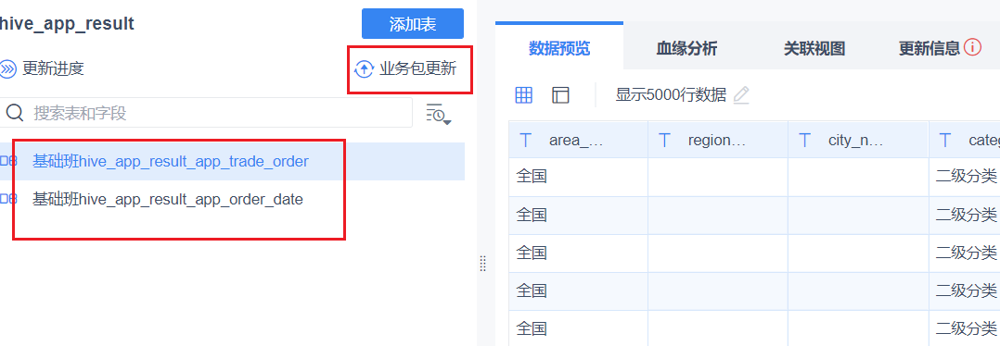 hive_app_result
添加表
更新进度
业务包更新
搜索表和字段
基础班hive_app_result_app_trade_order
基础班hive_app_result_app_order_date
数据预览 血缘分析 关联视图 更新信息
显示5000行数据
area_... region... city_n... categ
全国 二级分类
全国 二级分类
全国 二级分类
全国 二级分类
全国 二级分类